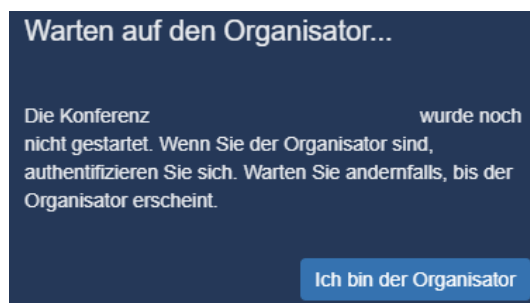 Warten auf den Organisator...
Die Konferenz wurde noch
nicht gestartet. Wenn Sie der Organisator sind,
authentifizieren Sie sich. Warten Sie andernfalls, bis der
Organisator erscheint.
Ich bin der Organisator